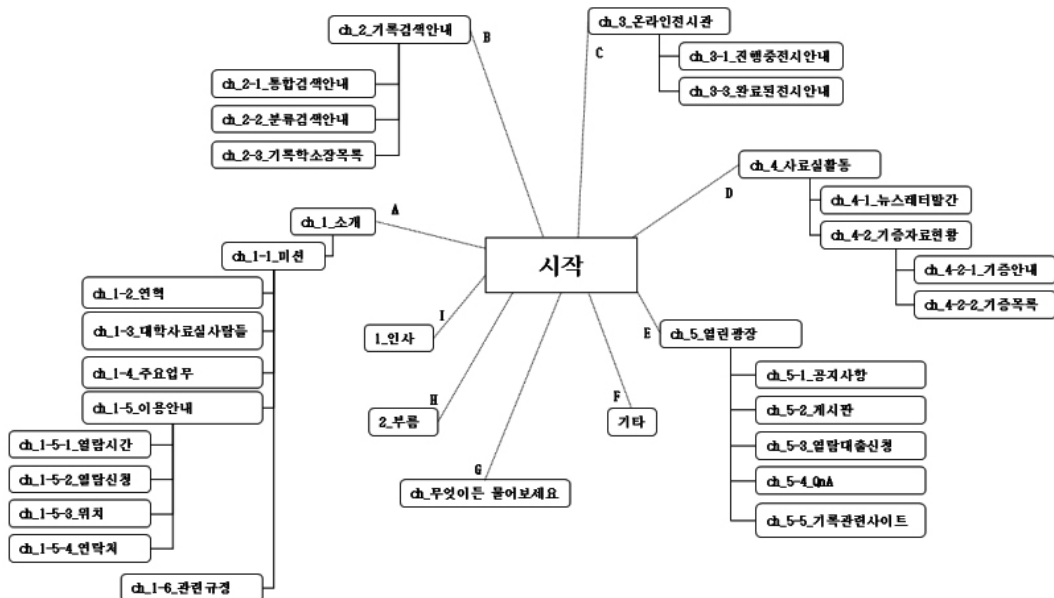 ch_2_기록검색안내
B
ch_2-1_통합검색안내
ch_2-2_분류검색안내
ch_2-3_기록학소장목록
ch_3_온라인전시관
C
ch_3-1_진행중전시안내
ch_3-3_완료된전시안내
ch_4_사료실활동
D
ch_4-1_뉴스레터발간
ch_4-2_기증자료현황
ch_4-2-1_기증안내
ch_4-2-2_기증목록
A
ch_1_소개
ch_1-1_미션
시작
ch_1-2_연혁
ch_1-3_대학사료실사람들
ch_1-4_주요업무
ch_1-5_이용안내
ch_1-5-1_열람시간
ch_1-5-2_열람신청
ch_1-5-3_위치
ch_1-5-4_연락처
ch_1-6_관련규정
I
1_인사
H
2_부름
G
ch_무엇이든 물어보세요
F
기타
E
ch_5_열린광장
ch_5-1_공지사항
ch_5-2_게시판
ch_5-3_열람대출신청
ch_5-4_QnA
ch_5-5_기록관련사이트